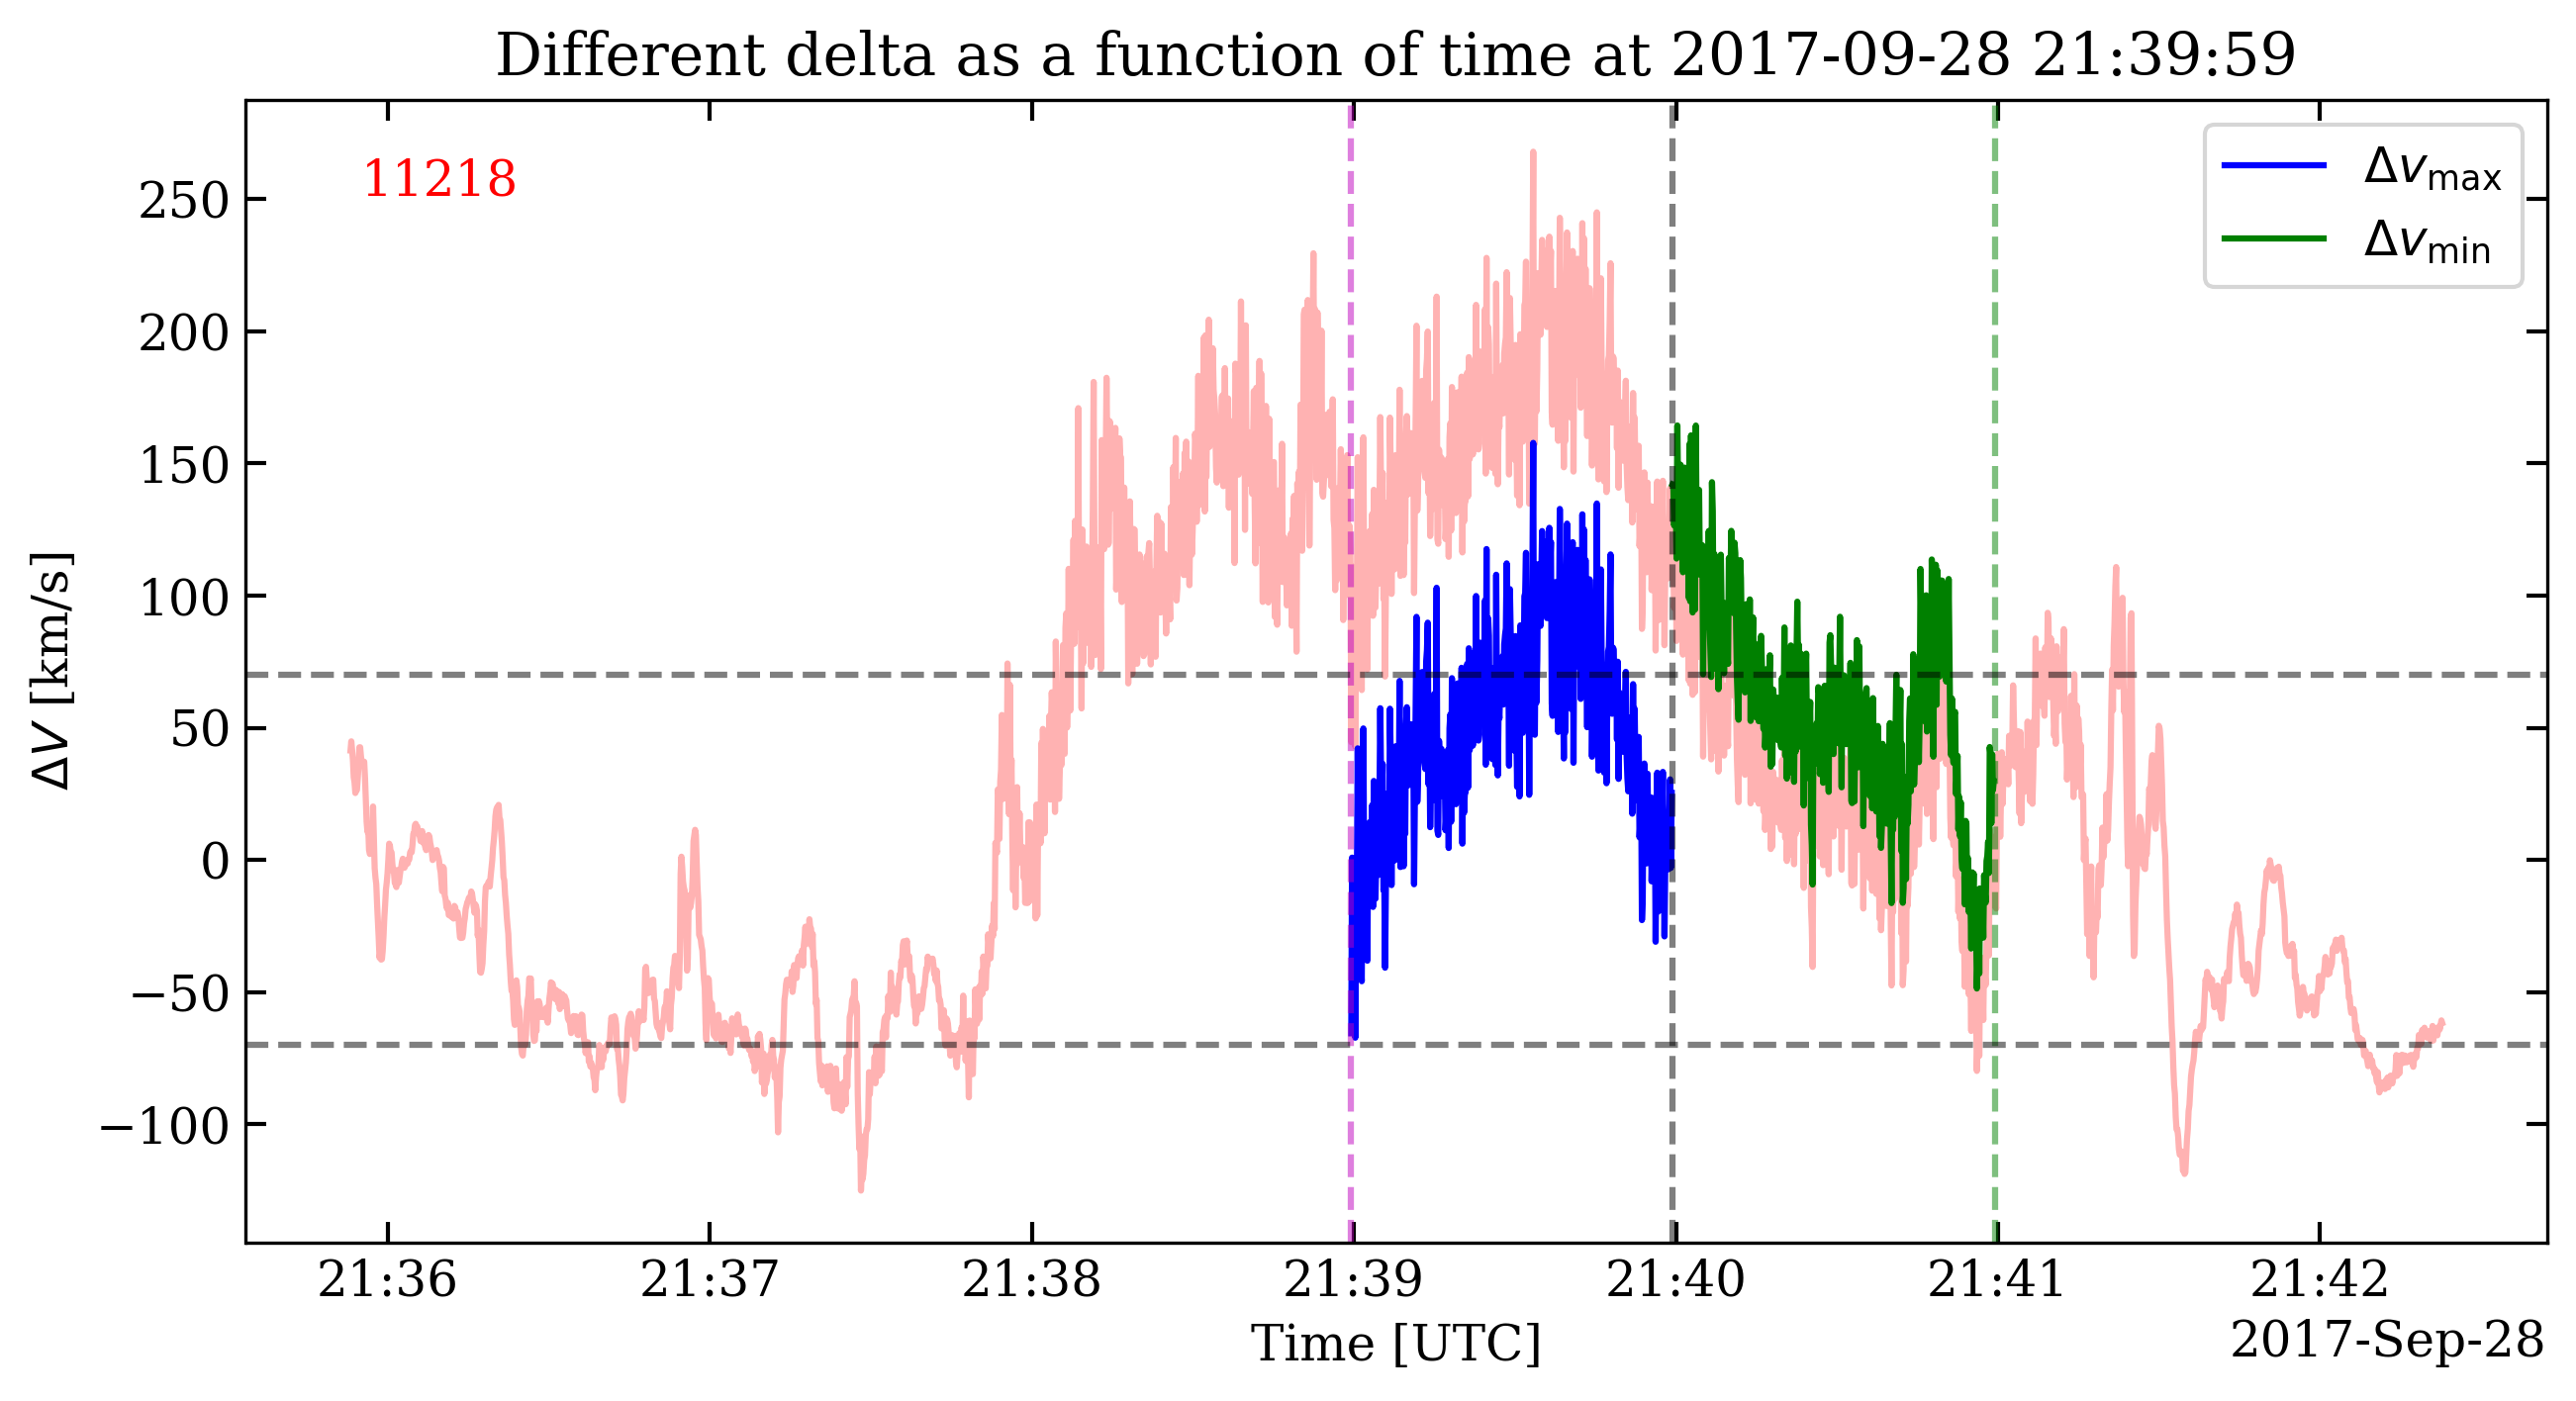 Different delta as a function of time at 2017-09-28 21:39:59
11218
Δv_max
Δv_min
ΔV [km/s]
250
200
150
100
50
0
−50
−100
21:36 21:37 21:38 21:39 21:40 21:41 21:42
Time [UTC]
2017-Sep-28